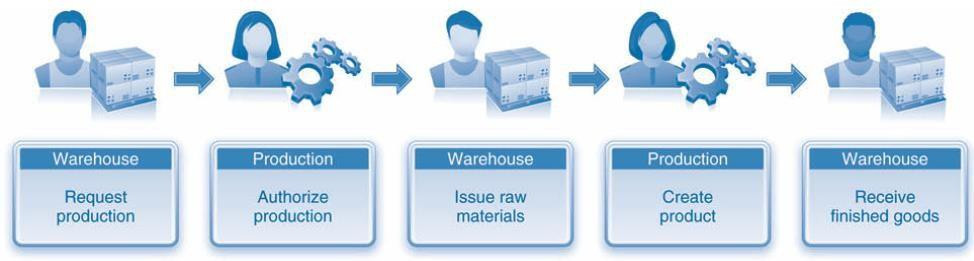 Warehouse
Request
production
Production
Authorize
production
Warehouse
Issue raw
materials
Production
Create
product
Warehouse
Receive
finished goods